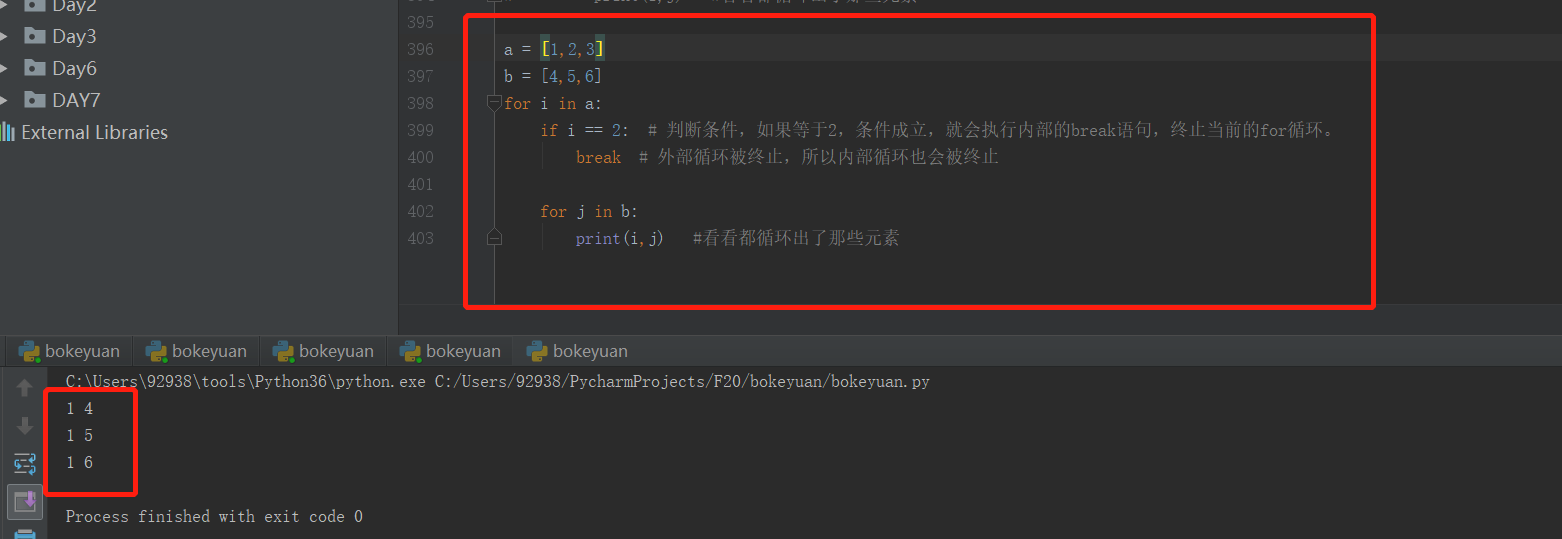 Day2
Day3
Day6
DAY7
External Libraries
395
396 a = [1,2,3]
397 b = [4,5,6]
398 for i in a:
399 if i == 2:  # 判断条件，如果等于2，条件成立，就会执行内部的break语句，终止当前的for循环。
400 break  # 外部循环被终止，所以内部循环也会被终止
401
402 for j in b:
403 print(i,j)   #看看都循环出了那些元素
bokeyuan bokeyuan bokeyuan bokeyuan bokeyuan
C:\Users\92938\tools\Python36\python.exe C:/Users/92938/PycharmProjects/F20/bokeyuan/bokeyuan.py
1 4
1 5
1 6
Process finished with exit code 0